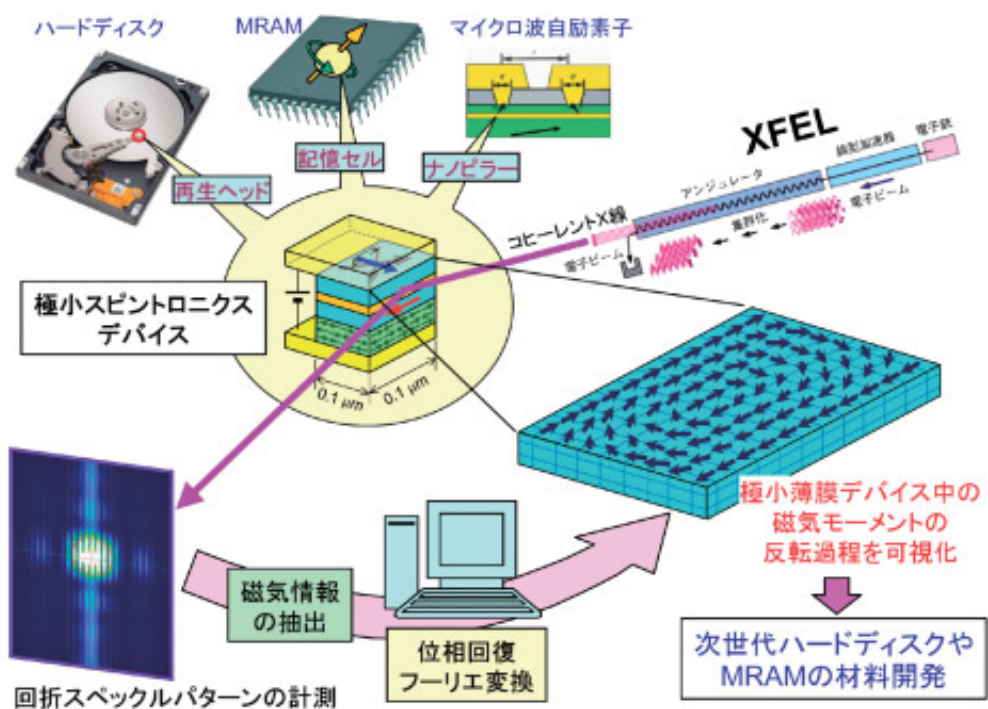 ハードディスク
MRAM
マイクロ波自励素子
再生ヘッド
記憶セル
ナノピラー
XFEL
電子銃
線型加速器
アンジュレータ
電子ビーム
集群化
コヒーレントX線
電子ビーム
極小スピントロニクス
デバイス
0.1 μm
0.1 μm
極小薄膜デバイス中の
磁気モーメントの
反転過程を可視化
磁気情報
の抽出
位相回復
フーリエ変換
次世代ハードディスクや
MRAMの材料開発
回折スペックルパターンの計測